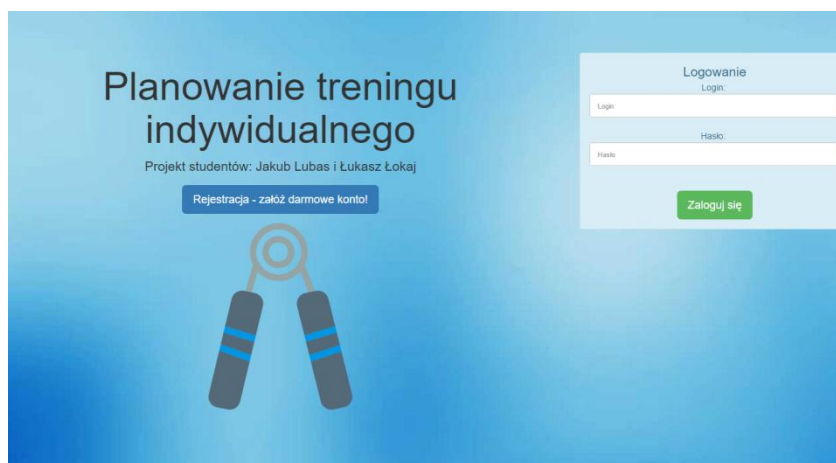 Planowanie treningu
indywidualnego
Projekt studentów: Jakub Lubas i Łukasz Łokaj
Rejestracja - załóż darmowe konto!
Logowanie
Login:
Login
Hasło:
Hasło
Zaloguj się